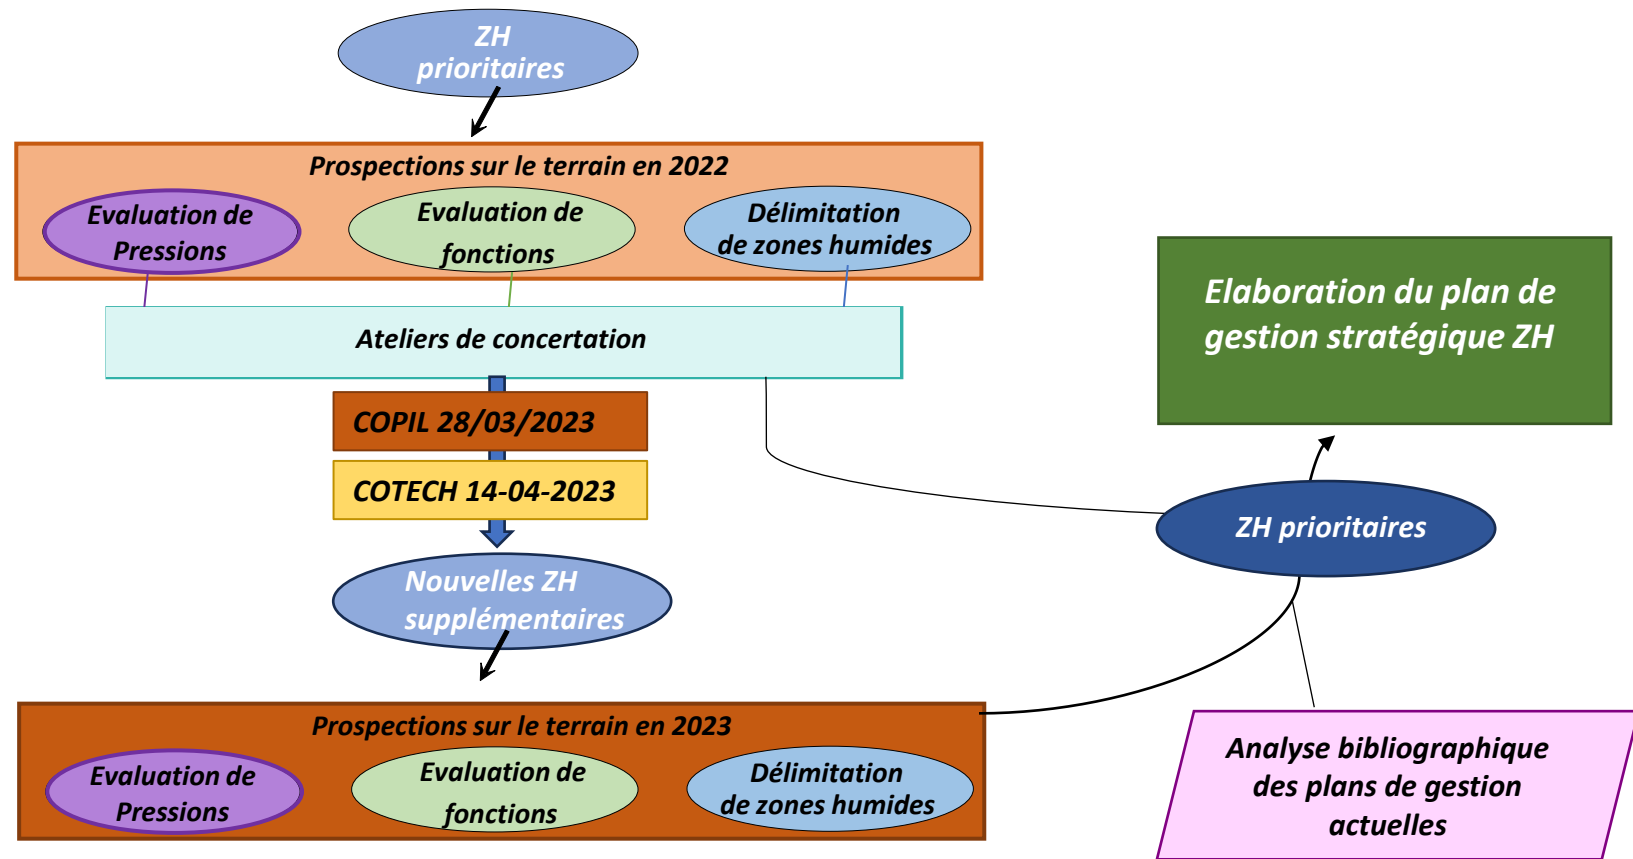 ZH
prioritaires
Prospections sur le terrain en 2022
Evaluation de
Pressions
Evaluation de
fonctions
Délimitation
de zones humides
Ateliers de concertation
COPIL 28/03/2023
COTECH 14-04-2023
Nouvelles ZH
supplémentaires
Prospections sur le terrain en 2023
Evaluation de
Pressions
Evaluation de
fonctions
Délimitation
de zones humides
Elaboration du plan de
gestion stratégique ZH
ZH prioritaires
Analyse bibliographique
des plans de gestion
actuelles